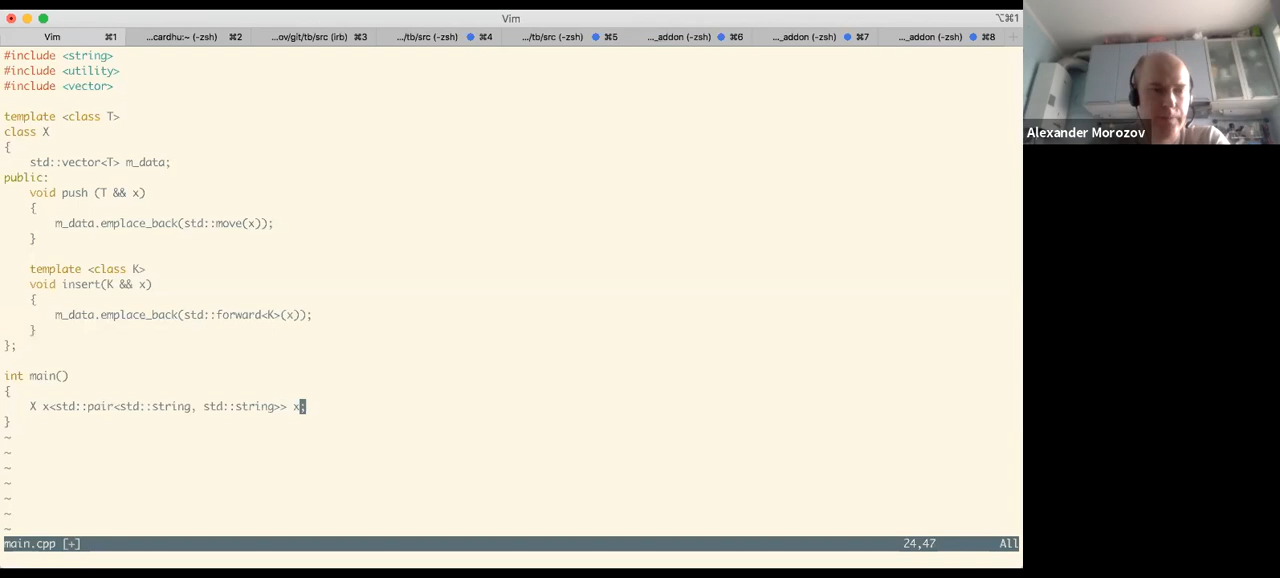 Vim
⌥⌘1
Vim ⌘1
...cardhu:~ (-zsh) ⌘2
...ov/git/tb/src (irb) ⌘3
.../tb/src (-zsh) ⌘4
.../tb/src (-zsh) ⌘5
..._addon (-zsh) ⌘6
..._addon (-zsh) ⌘7
..._addon (-zsh) ⌘8
#include <string>
#include <utility>
#include <vector>
template <class T>
class X
{
std::vector<T> m_data;
public:
void push (T && x)
{
m_data.emplace_back(std::move(x));
}
template <class K>
void insert(K && x)
{
m_data.emplace_back(std::forward<K>(x));
}
};
int main()
{
X x<std::pair<std::string, std::string>> x;
}
~
~
~
~
~
~
~
main.cpp [+] 24,47 All
Alexander Morozov